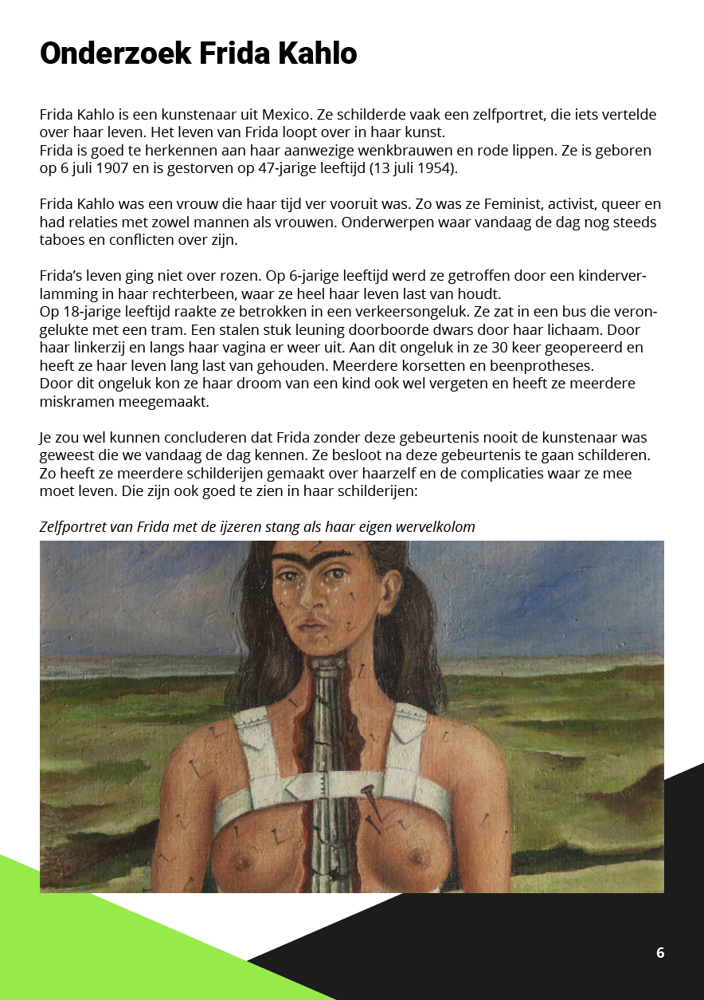 Onderzoek Frida Kahlo
Frida Kahlo is een kunstenaar uit Mexico. Ze schilderde vaak een zelfportret, die iets vertelde
over haar leven. Het leven van Frida loopt over in haar kunst.
Frida is goed te herkennen aan haar aanwezige wenkbrauwen en rode lippen. Ze is geboren
op 6 juli 1907 en is gestorven op 47-jarige leeftijd (13 juli 1954).
Frida Kahlo was een vrouw die haar tijd ver vooruit was. Zo was ze Feminist, activist, queer en
had relaties met zowel mannen als vrouwen. Onderwerpen waar vandaag de dag nog steeds
taboes en conflicten over zijn.
Frida’s leven ging niet over rozen. Op 6-jarige leeftijd werd ze getroffen door een kinderver-
lamming in haar rechterbeen, waar ze heel haar leven last van houdt.
Op 18-jarige leeftijd raakte ze betrokken in een verkeersongeluk. Ze zat in een bus die veron-
gelukte met een tram. Een stalen stuk leuning doorboorde dwars door haar lichaam. Door
haar linkerzij en langs haar vagina er weer uit. Aan dit ongeluk in ze 30 keer geopereerd en
heeft ze haar leven lang last van gehouden. Meerdere korsetten en beenprotheses.
Door dit ongeluk kon ze haar droom van een kind ook wel vergeten en heeft ze meerdere
miskramen meegemaakt.
Je zou wel kunnen concluderen dat Frida zonder deze gebeurtenis nooit de kunstenaar was
geweest die we vandaag de dag kennen. Ze besloot na deze gebeurtenis te gaan schilderen.
Zo heeft ze meerdere schilderijen gemaakt over haarzelf en de complicaties waar ze mee
moet leven. Die zijn ook goed te zien in haar schilderijen:
Zelfportret van Frida met de ijzeren stang als haar eigen wervelkolom
6